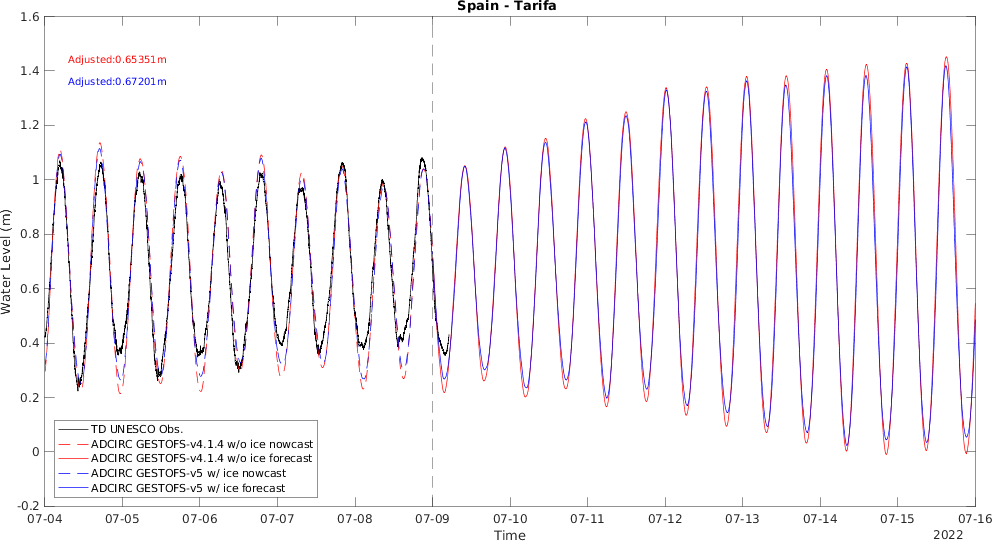 Spain - Tarifa
Adjusted:0.65351m
Adjusted:0.67201m
Water Level (m)
1.6
1.4
1.2
1
0.8
0.6
0.4
0.2
0
-0.2
TD UNESCO Obs.
ADCIRC GESTOFS-v4.1.4 w/o ice nowcast
ADCIRC GESTOFS-v4.1.4 w/o ice forecast
ADCIRC GESTOFS-v5 w/ ice nowcast
ADCIRC GESTOFS-v5 w/ ice forecast
07-04 07-05 07-06 07-07 07-08 07-09 07-10 07-11 07-12 07-13 07-14 07-15 07-16
Time
2022